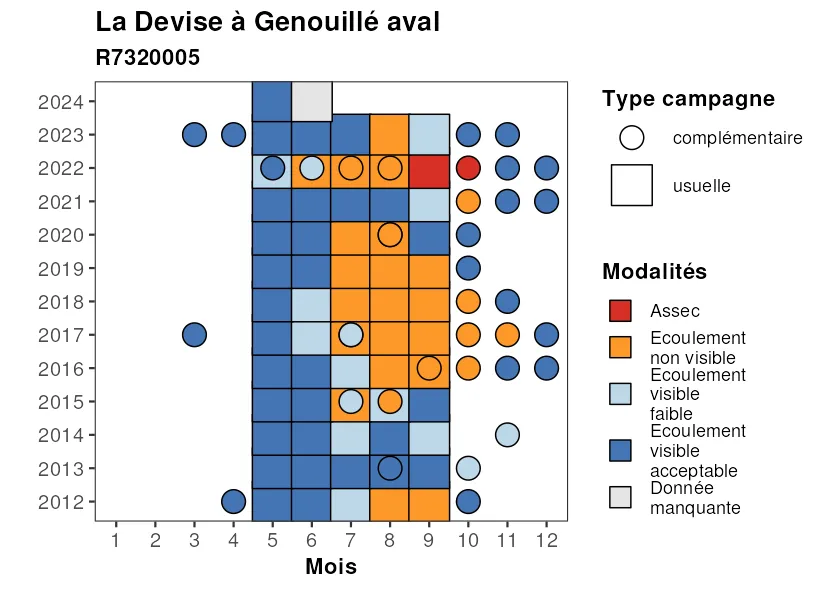 La Devise à Genouillé aval
R7320005
2024
2023
2022
2021
2020
2019
2018
2017
2016
2015
2014
2013
2012
1 2 3 4 5 6 7 8 9 10 11 12
Mois
Type campagne
complémentaire
usuelle
Modalités
Assec
Ecoulement
non visible
Ecoulement
visible
faible
Ecoulement
visible
acceptable
Donnée
manquante